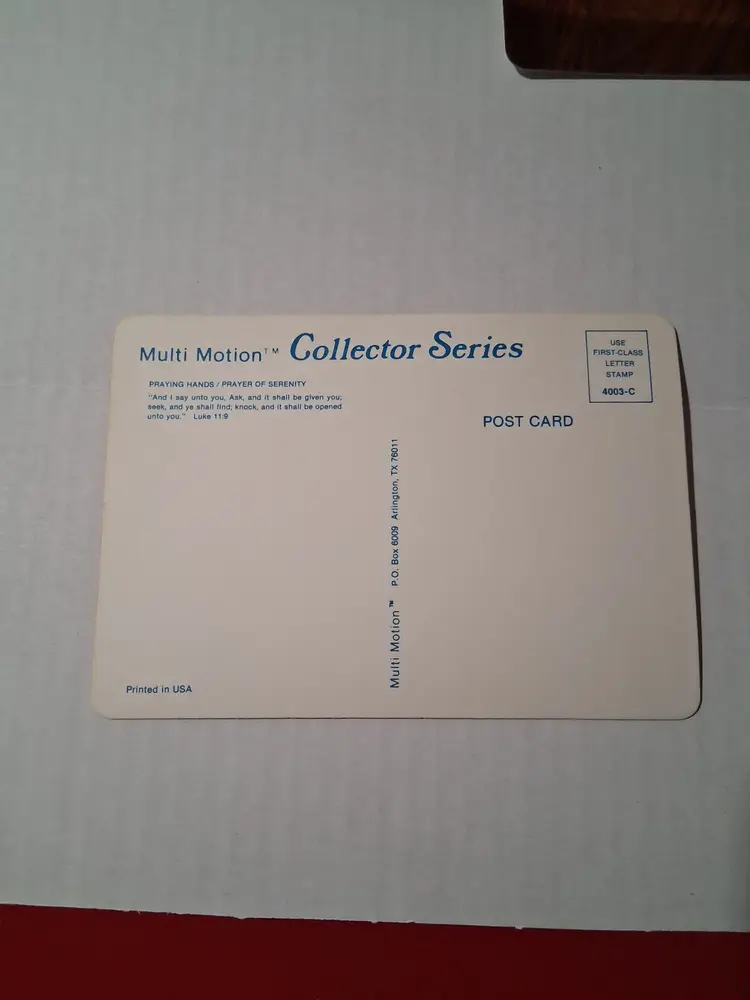 Multi Motion™ Collector Series
PRAYING HANDS / PRAYER OF SERENITY
"And I say unto you, Ask, and it shall be given you;
seek, and ye shall find; knock, and it shall be opened
unto you." Luke 11:9
USE
FIRST-CLASS
LETTER
STAMP
4003-C
POST CARD
Multi Motion™ P.O. Box 6009 Arlington, TX 76011
Printed in USA